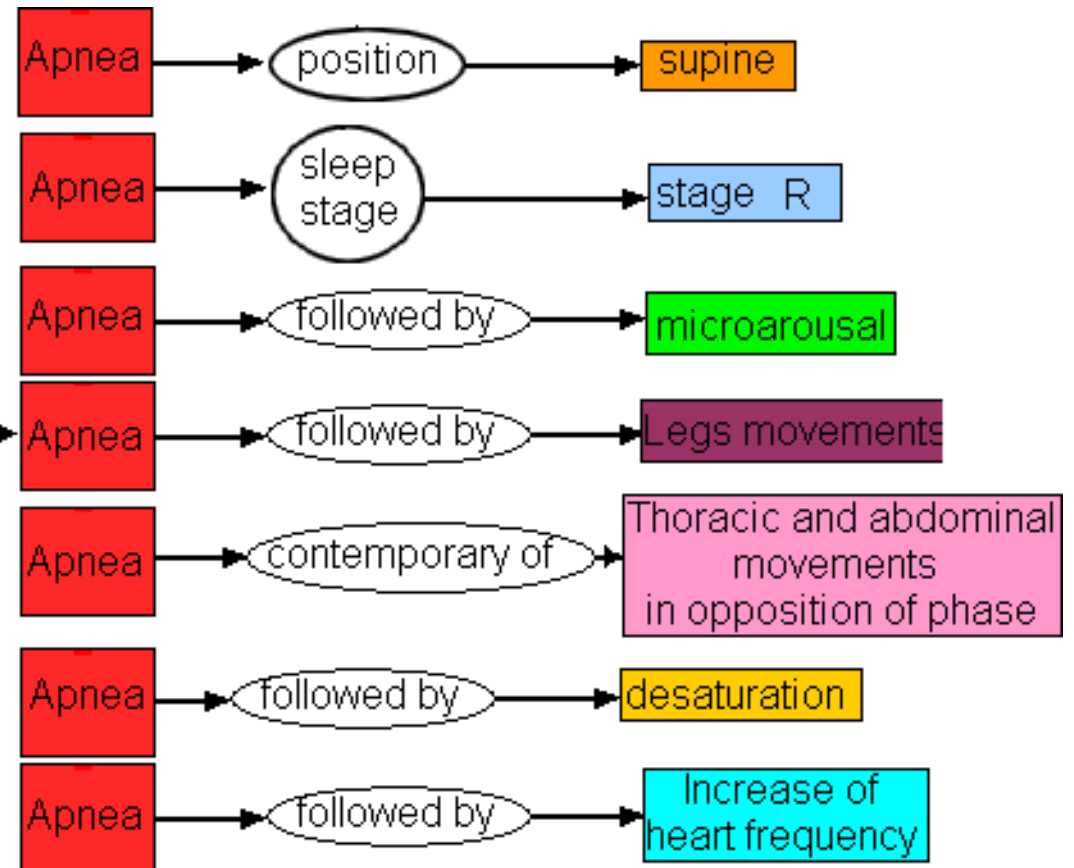 Apnea position supine
Apnea sleep
stage stage R
Apnea followed by microarousal
Apnea followed by Legs movements
Apnea contemporary of Thoracic and abdominal
movements
in opposition of phase
Apnea followed by desaturation
Apnea followed by Increase of
heart frequency